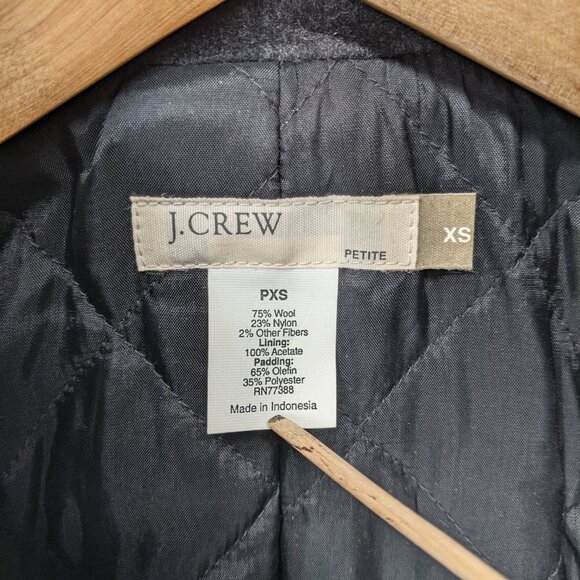 J.CREW
PETITE
XS
PXS
75% Wool
23% Nylon
2% Other Fibers
Lining:
100% Acetate
Padding:
65% Olefin
35% Polyester
RN77388
Made in Indonesia